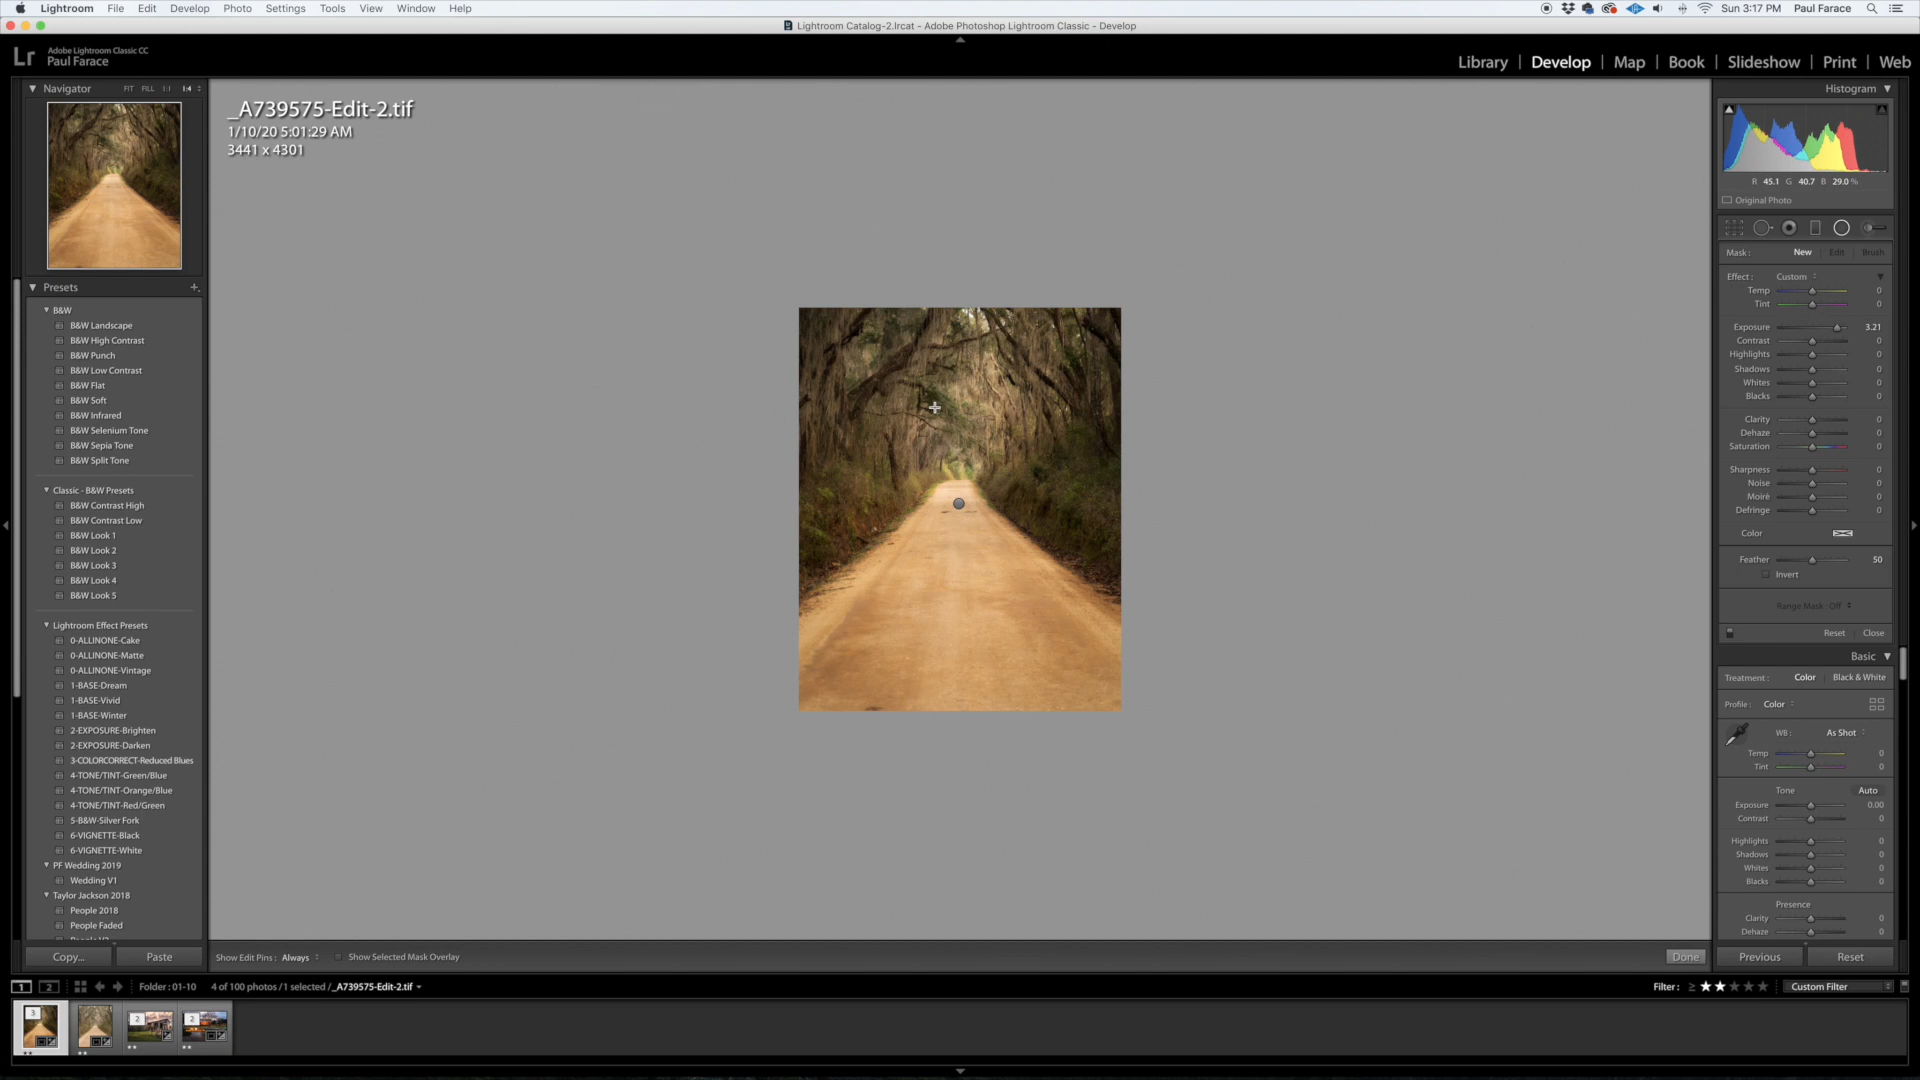 Lightroom File Edit Develop Photo Settings Tools View Window Help
Sun 3:17 PM Paul Farace
Lightroom Catalog-2.lrcat - Adobe Photoshop Lightroom Classic - Develop
Lr
Adobe Lightroom Classic CC
Paul Farace
Library | Develop | Map | Book | Slideshow | Print | Web
Navigator FIT FILL 1:1 1:4
Presets +
B&W
B&W Landscape
B&W High Contrast
B&W Punch
B&W Low Contrast
B&W Flat
B&W Soft
B&W Infrared
B&W Selenium Tone
B&W Sepia Tone
B&W Split Tone
Classic - B&W Presets
B&W Contrast High
B&W Contrast Low
B&W Look 1
B&W Look 2
B&W Look 3
B&W Look 4
B&W Look 5
Lightroom Effect Presets
0-ALLINONE-Cake
0-ALLINONE-Matte
0-ALLINONE-Vintage
1-BASE-Dream
1-BASE-Vivid
1-BASE-Winter
2-EXPOSURE-Brighten
2-EXPOSURE-Darken
3-COLORCORRECT-Reduced Blues
4-TONE/TINT-Green/Blue
4-TONE/TINT-Orange/Blue
4-TONE/TINT-Red/Green
5-B&W-Silver Fork
6-VIGNETTE-Black
6-VIGNETTE-White
PF Wedding 2019
Wedding V1
Taylor Jackson 2018
People 2018
People Faded
Copy... Paste
_A739575-Edit-2.tif
1/10/20 5:01:29 AM
3441 x 4301
Show Edit Pins : Always Show Selected Mask Overlay Done
Histogram
R 45.1 G 40.7 B 29.0 %
Original Photo
Mask : New Edit Brush
Effect : Custom
Temp 0
Tint 0
Exposure 3.21
Contrast 0
Highlights 0
Shadows 0
Whites 0
Blacks 0
Clarity 0
Dehaze 0
Saturation 0
Sharpness 0
Noise 0
Moiré 0
Defringe 0
Color
Feather 50
Invert
Range Mask : Off
Reset Close
Basic
Treatment : Color Black & White
Profile : Color
WB : As Shot
Temp 0
Tint 0
Tone Auto
Exposure 0.00
Contrast 0
Highlights 0
Shadows 0
Whites 0
Blacks 0
Presence
Clarity 0
Dehaze 0
Previous Reset
1 2 Folder : 01-10 4 of 100 photos / 1 selected / _A739575-Edit-2.tif Filter : ≥ ★★★★★ Custom Filter
3 2 2